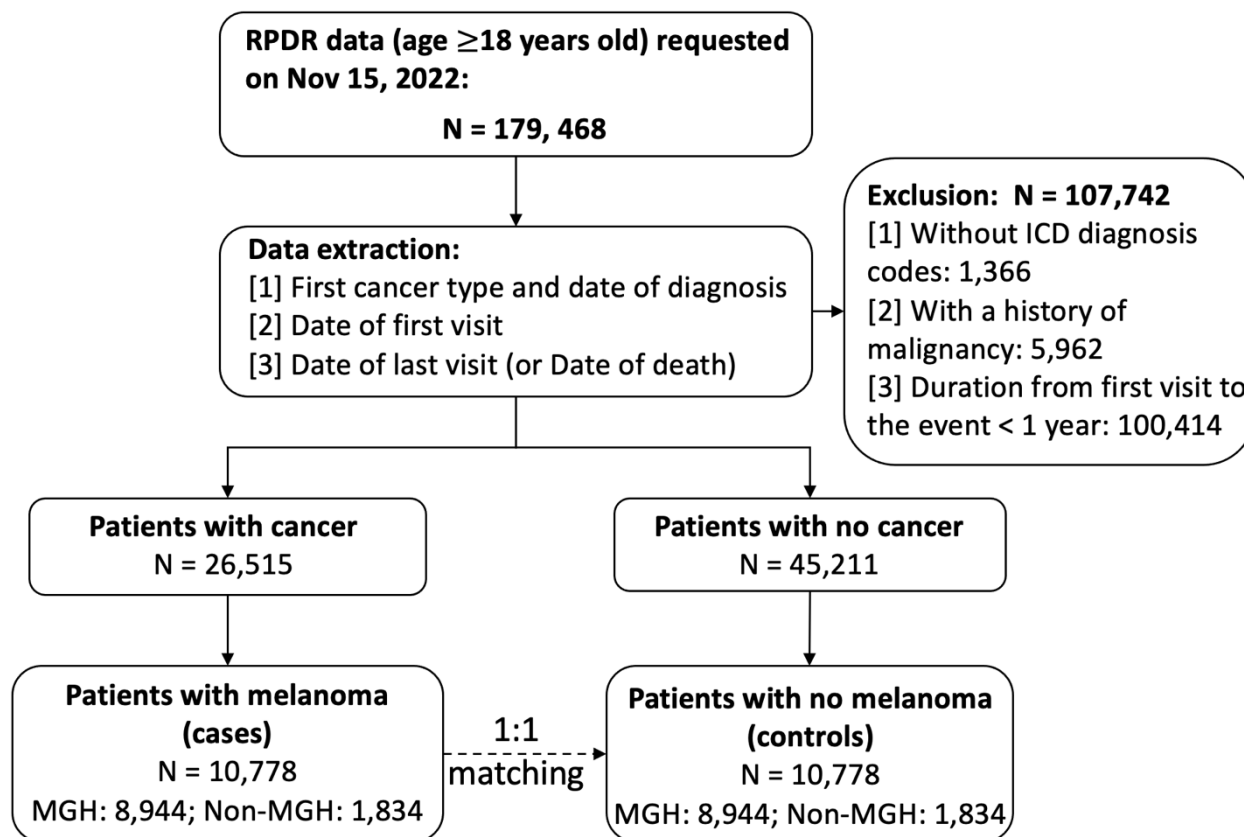 RPDR data (age ≥18 years old) requested
on Nov 15, 2022:
N = 179, 468
Data extraction:
[1] First cancer type and date of diagnosis
[2] Date of first visit
[3] Date of last visit (or Date of death)
Exclusion:  N = 107,742
[1] Without ICD diagnosis
codes: 1,366
[2] With a history of
malignancy: 5,962
[3] Duration from first visit to
the event < 1 year: 100,414
Patients with cancer
N = 26,515
Patients with no cancer
N = 45,211
Patients with melanoma
(cases)
N = 10,778
MGH: 8,944; Non-MGH: 1,834
1:1
matching
Patients with no melanoma
(controls)
N = 10,778
MGH: 8,944; Non-MGH: 1,834